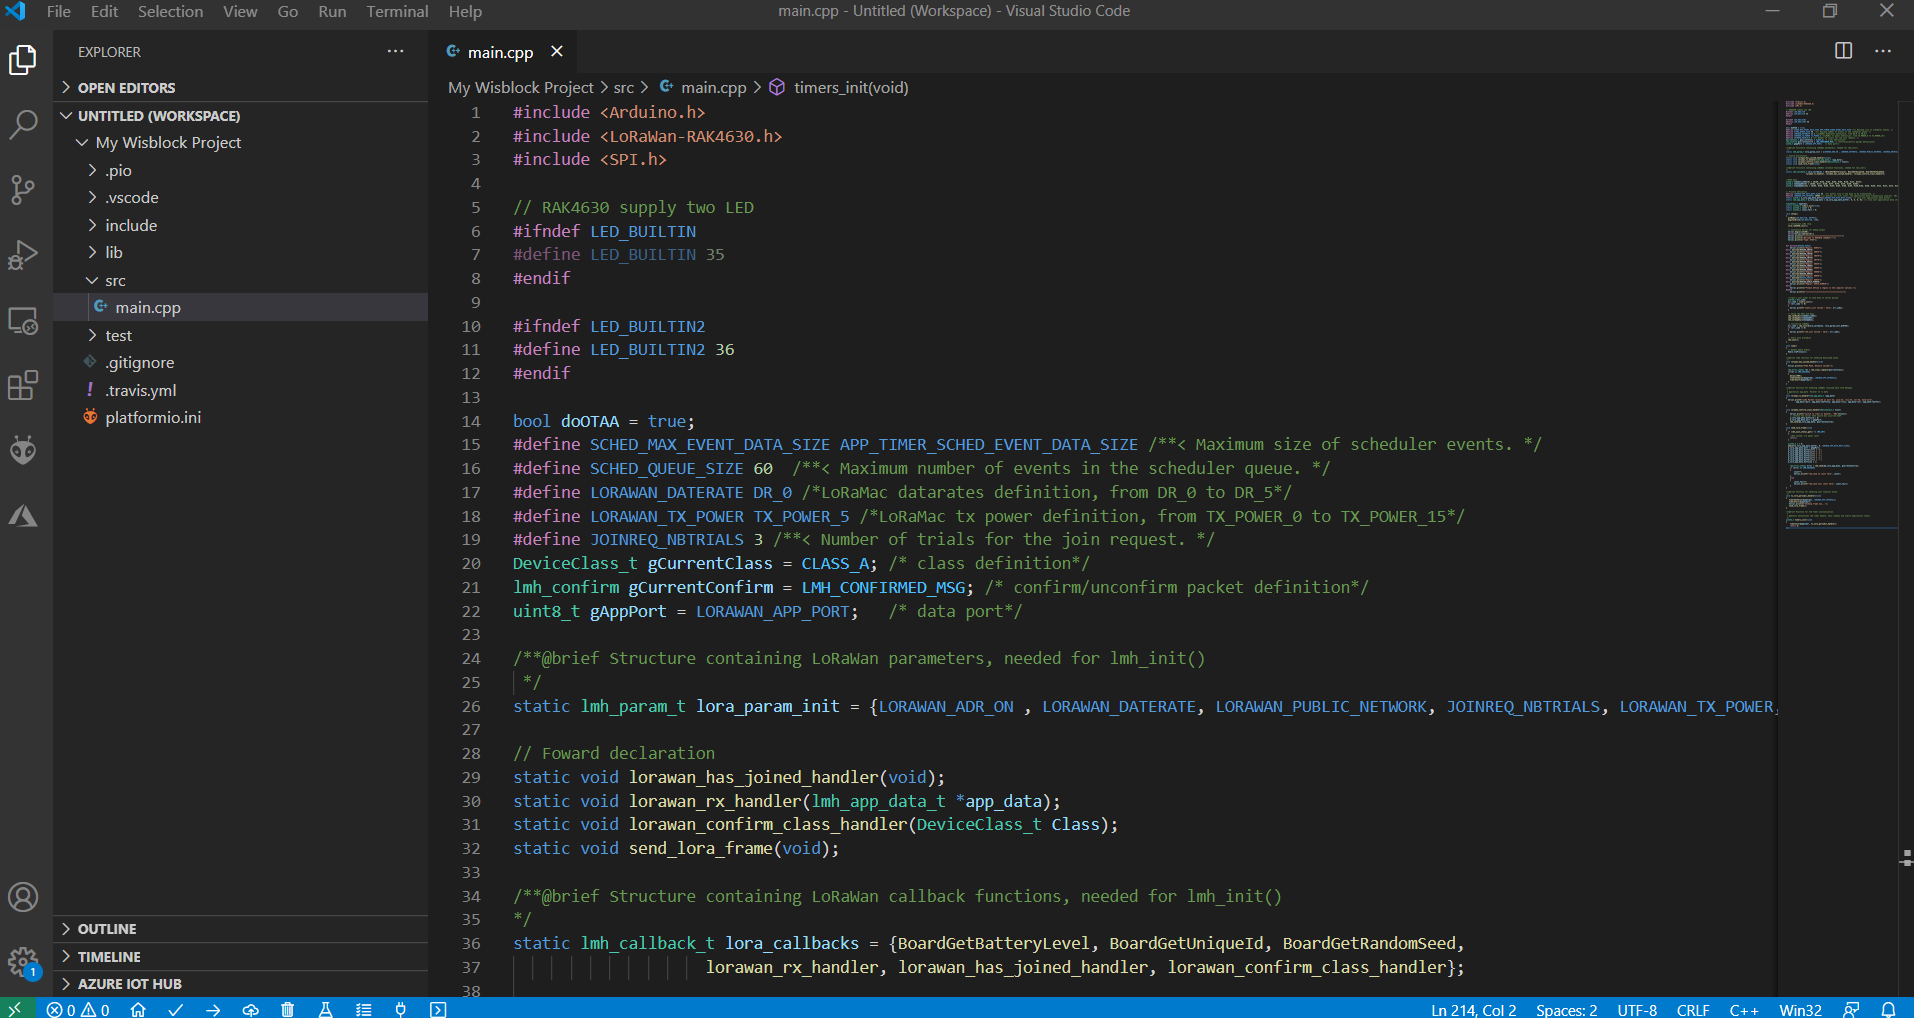 File Edit Selection View Go Run Terminal Help
main.cpp - Untitled (Workspace) - Visual Studio Code
EXPLORER
OPEN EDITORS
UNTITLED (WORKSPACE)
My Wisblock Project
.pio
.vscode
include
lib
src
main.cpp
test
.gitignore
! .travis.yml
platformio.ini
OUTLINE
TIMELINE
AZURE IOT HUB
1
main.cpp
My Wisblock Project > src > main.cpp > timers_init(void)
1 #include <Arduino.h>
2 #include <LoRaWan-RAK4630.h>
3 #include <SPI.h>
4
5 // RAK4630 supply two LED
6 #ifndef LED_BUILTIN
7 #define LED_BUILTIN 35
8 #endif
9
10 #ifndef LED_BUILTIN2
11 #define LED_BUILTIN2 36
12 #endif
13
14 bool doOTAA = true;
15 #define SCHED_MAX_EVENT_DATA_SIZE APP_TIMER_SCHED_EVENT_DATA_SIZE /**< Maximum size of scheduler events. */
16 #define SCHED_QUEUE_SIZE 60  /**< Maximum number of events in the scheduler queue. */
17 #define LORAWAN_DATERATE DR_0 /*LoRaMac datarates definition, from DR_0 to DR_5*/
18 #define LORAWAN_TX_POWER TX_POWER_5 /*LoRaMac tx power definition, from TX_POWER_0 to TX_POWER_15*/
19 #define JOINREQ_NBTRIALS 3 /**< Number of trials for the join request. */
20 DeviceClass_t gCurrentClass = CLASS_A; /* class definition*/
21 lmh_confirm gCurrentConfirm = LMH_CONFIRMED_MSG; /* confirm/unconfirm packet definition*/
22 uint8_t gAppPort = LORAWAN_APP_PORT;   /* data port*/
23
24 /**@brief Structure containing LoRaWan parameters, needed for lmh_init()
25  */
26 static lmh_param_t lora_param_init = {LORAWAN_ADR_ON , LORAWAN_DATERATE, LORAWAN_PUBLIC_NETWORK, JOINREQ_NBTRIALS, LORAWAN_TX_POWER,
27
28 // Foward declaration
29 static void lorawan_has_joined_handler(void);
30 static void lorawan_rx_handler(lmh_app_data_t *app_data);
31 static void lorawan_confirm_class_handler(DeviceClass_t Class);
32 static void send_lora_frame(void);
33
34 /**@brief Structure containing LoRaWan callback functions, needed for lmh_init()
35 */
36 static lmh_callback_t lora_callbacks = {BoardGetBatteryLevel, BoardGetUniqueId, BoardGetRandomSeed,
37 lorawan_rx_handler, lorawan_has_joined_handler, lorawan_confirm_class_handler};
38
0 0
Ln 214, Col 2 Spaces: 2 UTF-8 CRLF C++ Win32